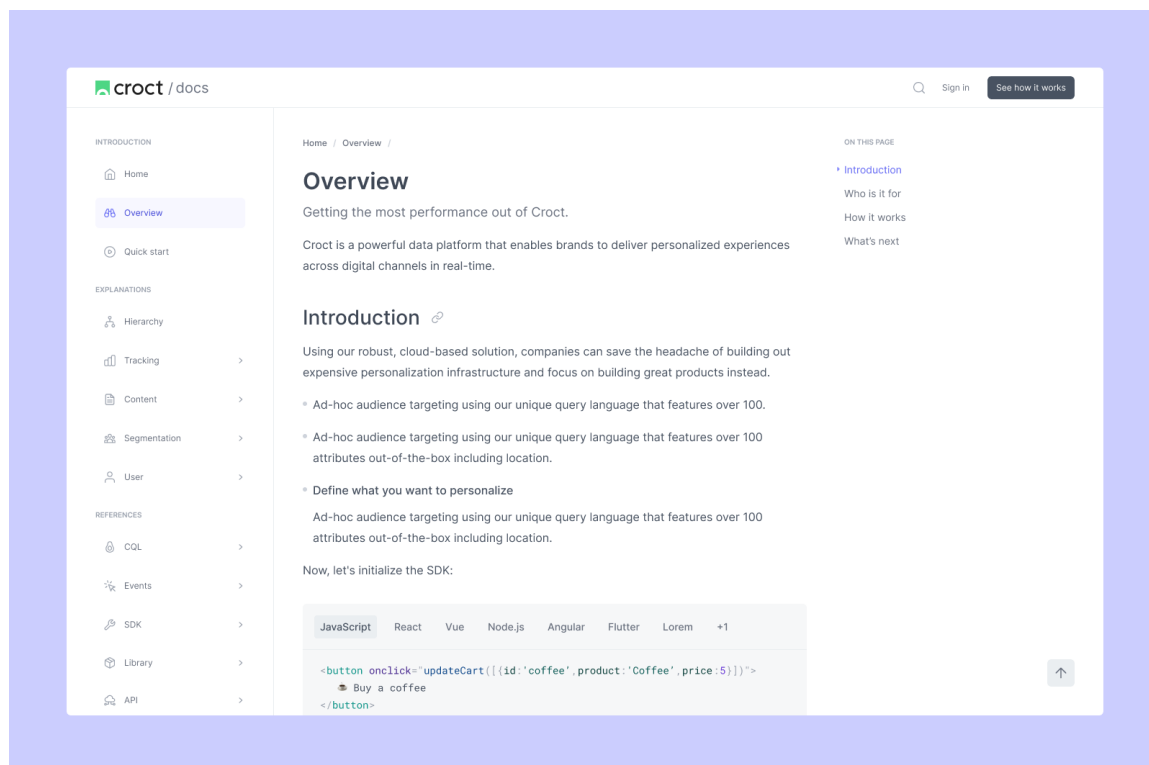 croct / docs
Sign in
See how it works
INTRODUCTION
Home
Overview
Quick start
EXPLANATIONS
Hierarchy
Tracking
Content
Segmentation
User
REFERENCES
CQL
Events
SDK
Library
API
Home / Overview /
Overview
Getting the most performance out of Croct.
Croct is a powerful data platform that enables brands to deliver personalized experiences
across digital channels in real-time.
Introduction
Using our robust, cloud-based solution, companies can save the headache of building out
expensive personalization infrastructure and focus on building great products instead.
Ad-hoc audience targeting using our unique query language that features over 100.
Ad-hoc audience targeting using our unique query language that features over 100
attributes out-of-the-box including location.
Define what you want to personalize
Ad-hoc audience targeting using our unique query language that features over 100
attributes out-of-the-box including location.
Now, let's initialize the SDK:
JavaScript React Vue Node.js Angular Flutter Lorem +1
<button onclick="updateCart([{id:'coffee’,product:'Coffee’,price:5}])">
☕ Buy a coffee
</button>
ON THIS PAGE
Introduction
Who is it for
How it works
What's next